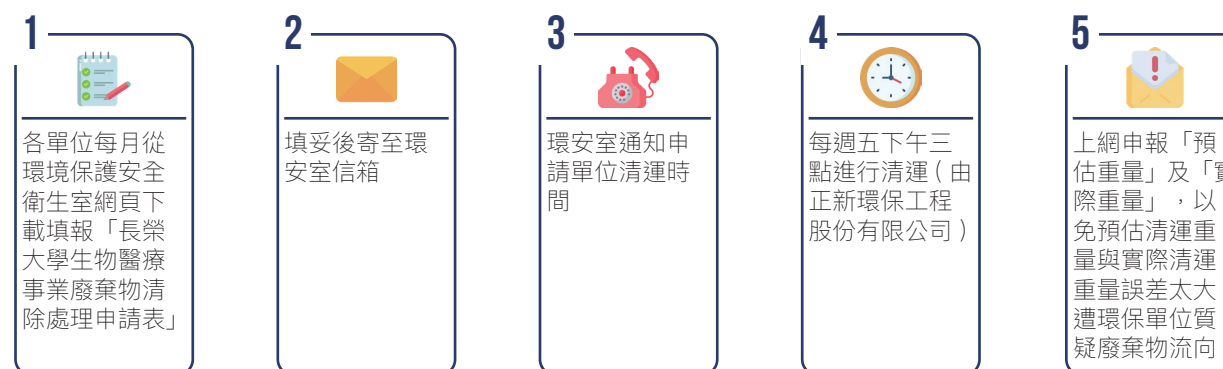 1
各單位每月從
環境保護安全
衛生室網頁下
載填報「長榮
大學生物醫療
事業廢棄物清
除處理申請表」
2
填妥後寄至環
安室信箱
3
環安室通知申
請單位清運時
間
4
每週五下午三
點進行清運(由
正新環保工程
股份有限公司)
5
上網申報「預
估重量」及「實
際重量」,以
免預估清運重
量與實際清運
重量誤差太大
遭環保單位質
疑廢棄物流向